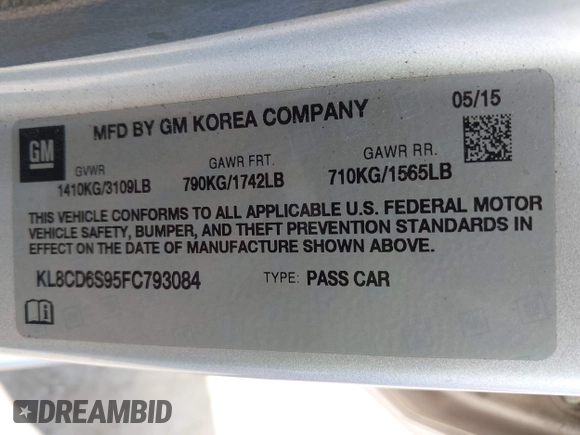 GM
MFD BY GM KOREA COMPANY
05/15
GVWR
GAWR FRT.
GAWR RR.
1410KG/3109LB
790KG/1742LB
710KG/1565LB
THIS VEHICLE CONFORMS TO ALL APPLICABLE U.S. FEDERAL MOTOR
VEHICLE SAFETY, BUMPER, AND THEFT PREVENTION STANDARDS IN
EFFECT ON THE DATE OF MANUFACTURE SHOWN ABOVE.
KL8CD6S95FC793084
TYPE: PASS CAR
DREAMBID